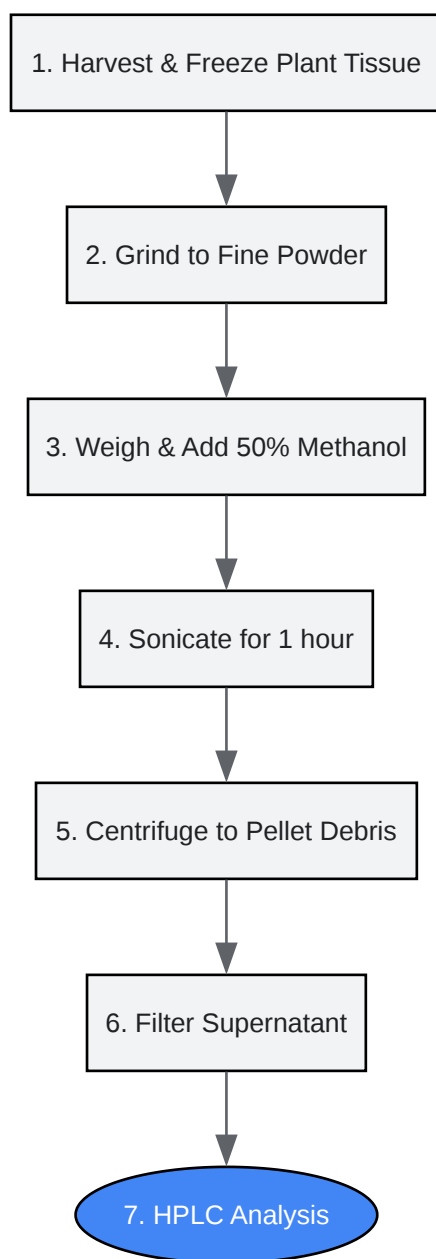 1. Harvest & Freeze Plant Tissue
2. Grind to Fine Powder
3. Weigh & Add 50% Methanol
4. Sonicate for 1 hour
5. Centrifuge to Pellet Debris
6. Filter Supernatant
7. HPLC Analysis